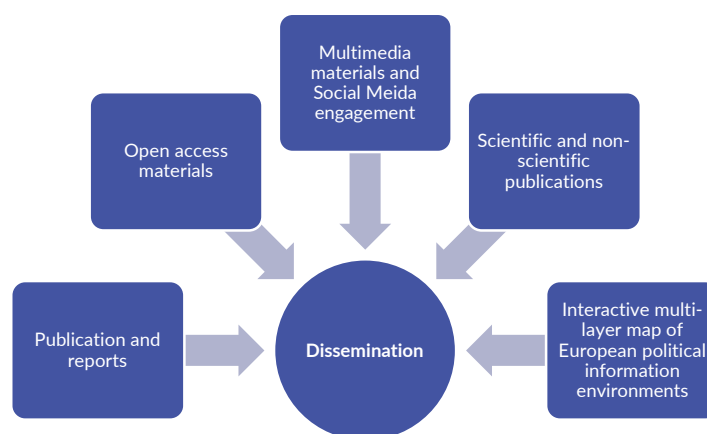 Multimedia
materials and
Social Meida
engagement
Open access
materials
Scientific and non-
scientific
publications
Publication and
reports
Dissemination
Interactive multi-
layer map of
European political
information
environments